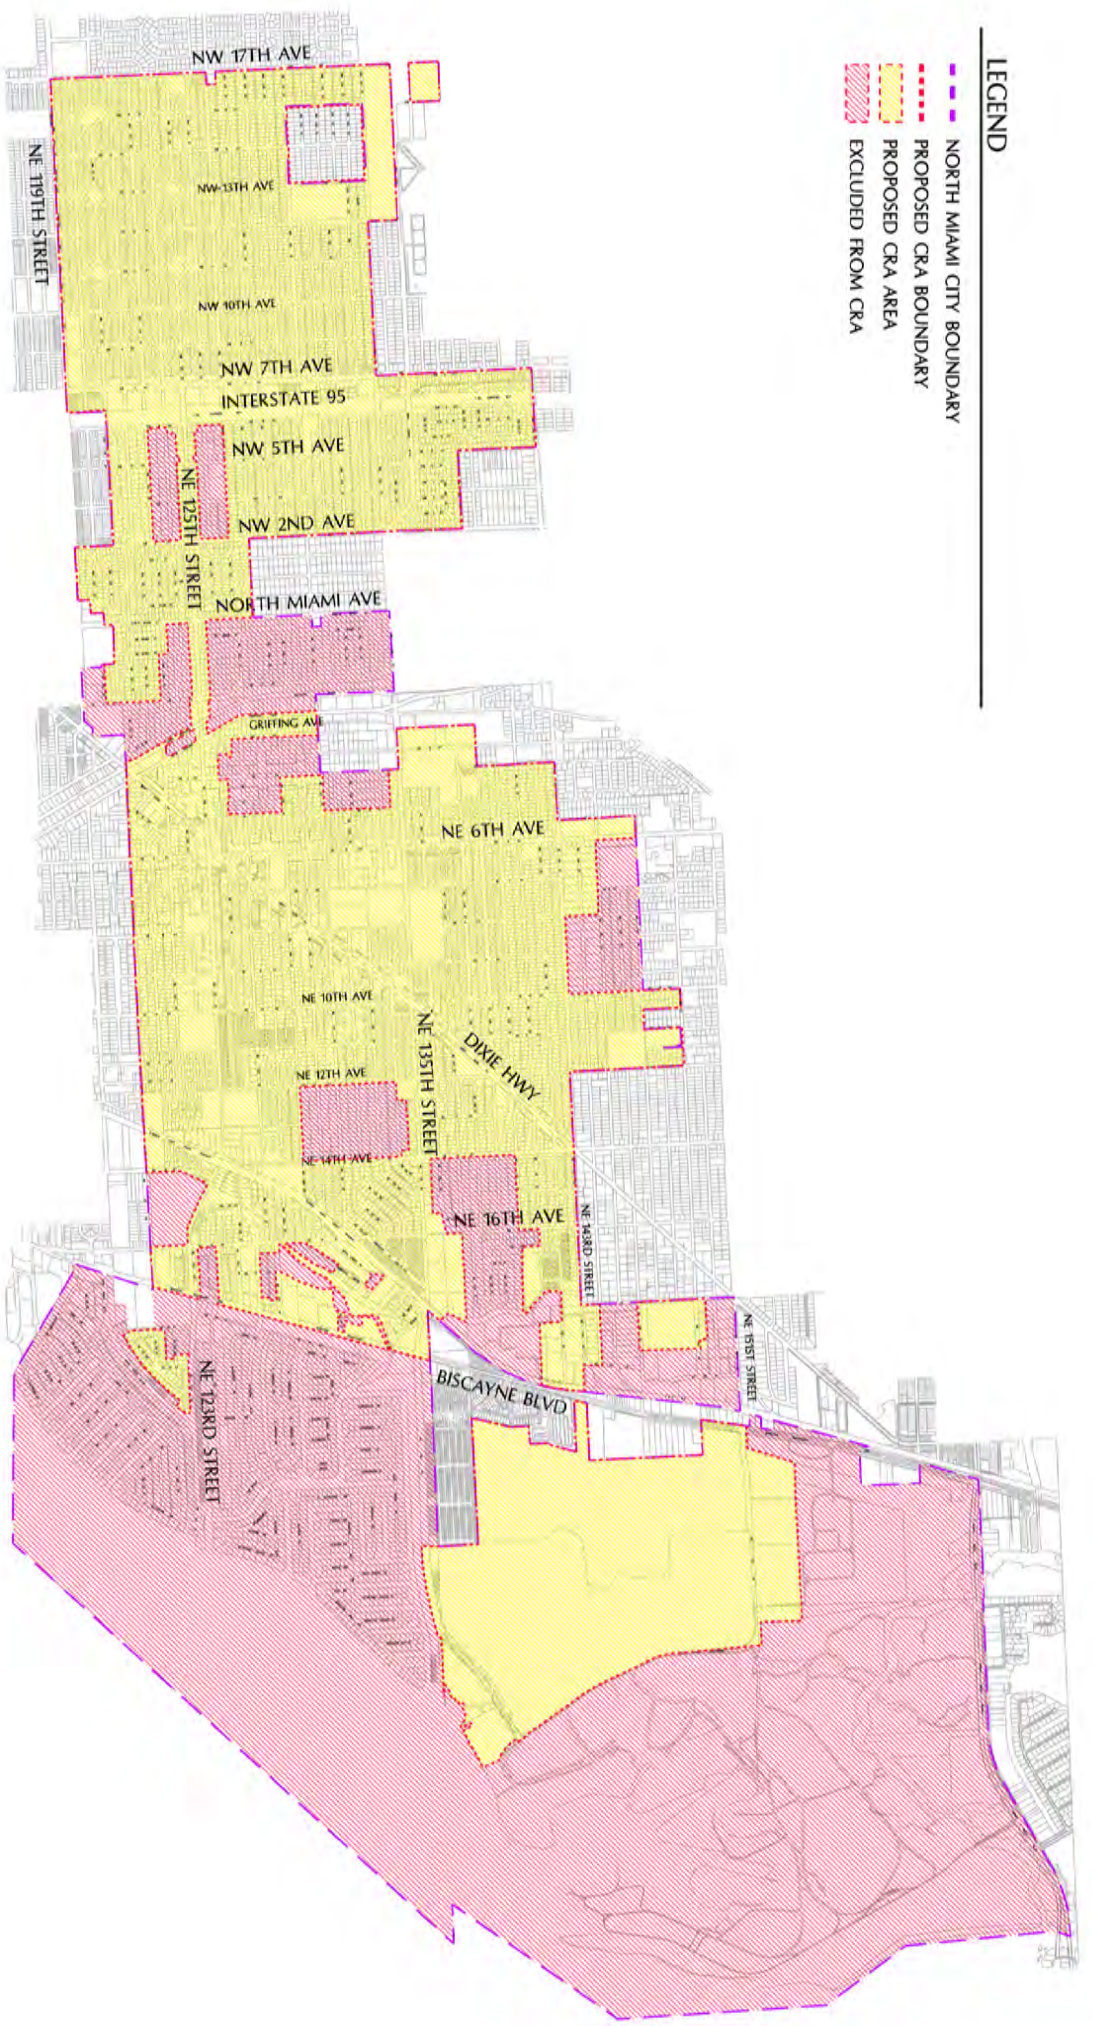 LEGEND
NORTH MIAMI CITY BOUNDARY
PROPOSED CRA BOUNDARY
PROPOSED CRA AREA
EXCLUDED FROM CRA
NW 17TH AVE
NE 119TH STREET
NW 13TH AVE
NW 10TH AVE
NW 7TH AVE
INTERSTATE 95
NW 5TH AVE
NE 125TH STREET
NW 2ND AVE
NORTH MIAMI AVE
GRIFFING AVE
NE 6TH AVE
NE 10TH AVE
NE 135TH STREET
DIXIE HWY
NE 12TH AVE
NE 14TH AVE
NE 16TH AVE
NE 143RD STREET
NE 151ST STREET
BISCAYNE BLVD
NE 123RD STREET